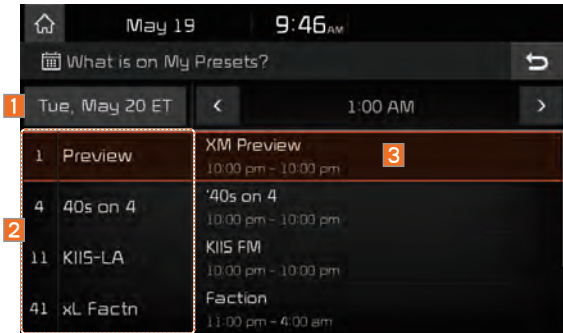 May 19 9:46AM
What is on My Presets?
1 Tue, May 20 ET < 1:00 AM >
1 Preview XM Preview 3
10:00 pm - 10:00 pm
4 40s on 4 '40s on 4
10:00 pm - 10:00 pm
2
11 KIIS-LA KIIS FM
10:00 pm - 10:00 pm
41 xL Factn Faction
11:00 pm - 4:00 am